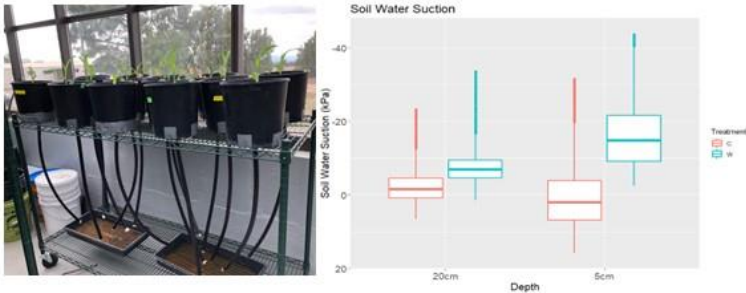 Soil Water Suction
Soil Water Suction (kPa)
-40
-20
0
20
20cm
5cm
Depth
Treatment
C
W